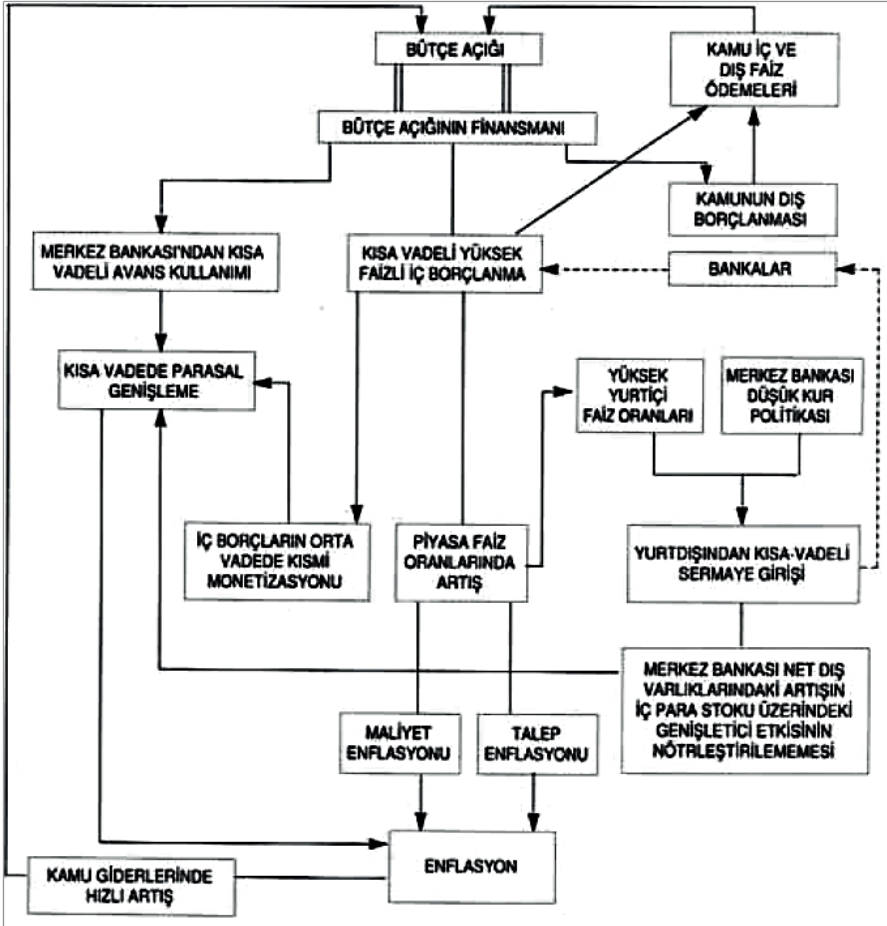 BÜTÇE AÇIĞI
KAMU İÇ VE
DIŞ FAİZ
ÖDEMELERİ
BÜTÇE AÇIĞININ FİNANSMANI
KAMUNUN DIŞ
BORÇLANMASI
MERKEZ BANKASI'NDAN KISA
VADELİ AVANS KULLANIMI
KISA VADELİ YÜKSEK
FAİZLİ İÇ BORÇLANMA
BANKALAR
KISA VADEDE PARASAL
GENİŞLEME
YÜKSEK
YURTİÇİ
FAİZ ORANLARI
MERKEZ BANKASI
DÜŞÜK KUR
POLİTİKASI
İÇ BORÇLARIN ORTA
VADEDE KISMİ
MONETİZASYONU
PİYASA FAİZ
ORANLARINDA
ARTIŞ
YURTDIŞINDAN KISA-VADELİ
SERMAYE GİRİŞİ
MERKEZ BANKASI NET DIŞ
VARLIKLARINDAKİ ARTIŞIN
İÇ PARA STOKU ÜZERİNDEKİ
GENİŞLETİCİ ETKİSİNİN
NÖTRLEŞTİRİLEMEMESİ
MALİYET
ENFLASYONU
TALEP
ENFLASYONU
ENFLASYON
KAMU GİDERLERİNDE
HIZLI ARTIŞ